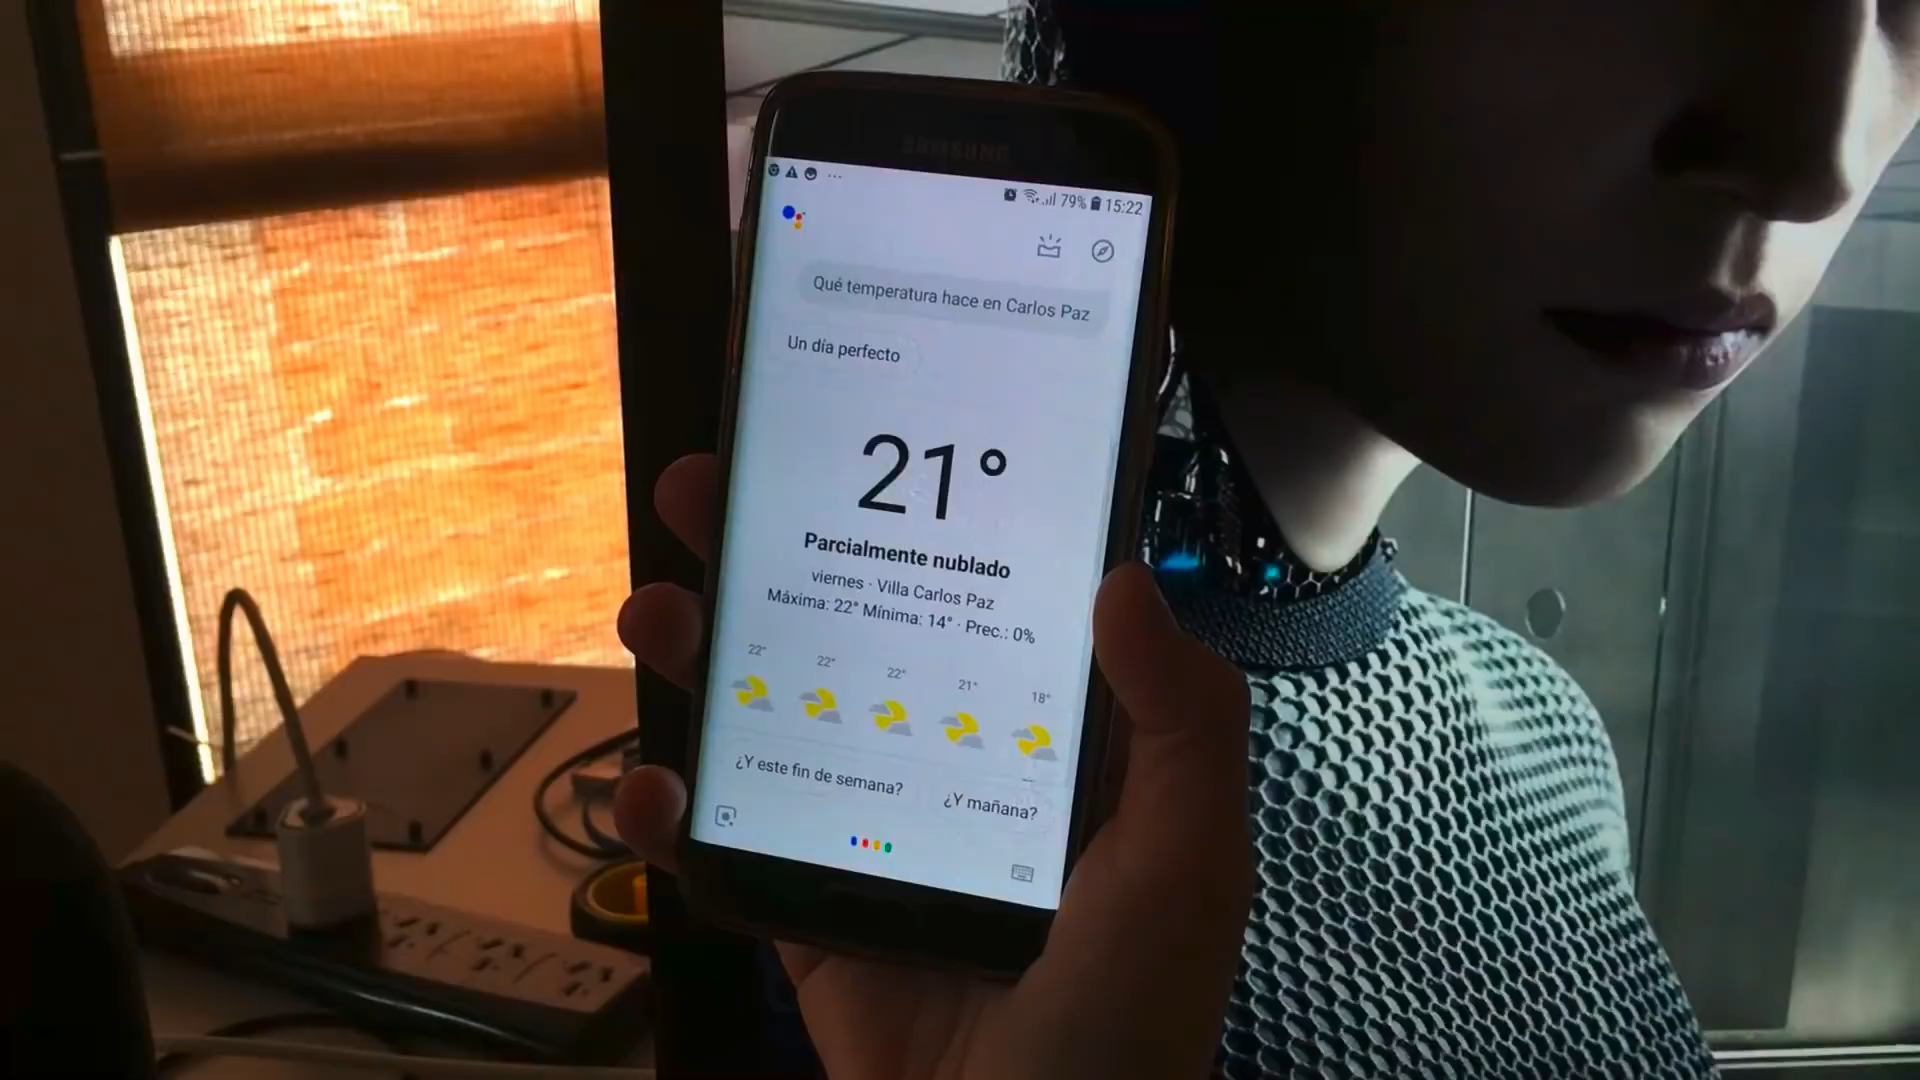 SAMSUNG
79% 15:22
Qué temperatura hace en Carlos Paz
Un día perfecto
21°
Parcialmente nublado
viernes · Villa Carlos Paz
Máxima: 22° Mínima: 14° · Prec.: 0%
22° 22° 22° 21° 18°
¿Y este fin de semana? ¿Y mañana?